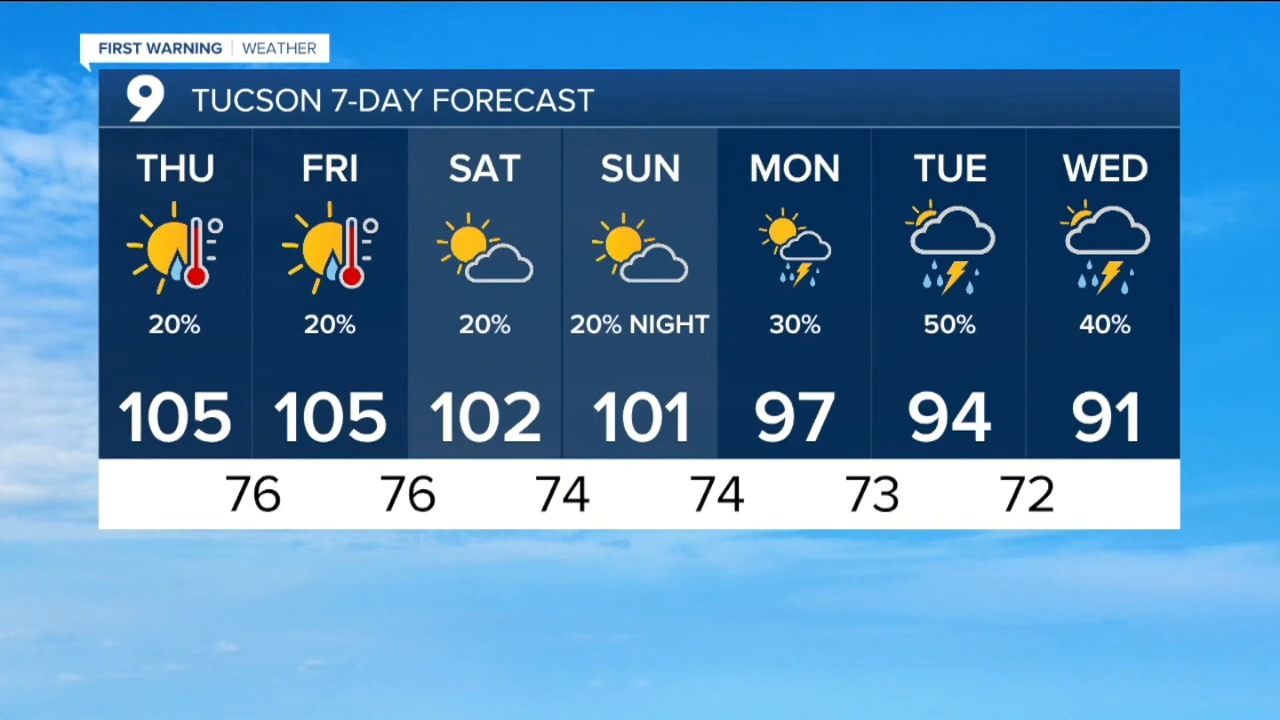 FIRST WARNING | WEATHER
9 TUCSON 7-DAY FORECAST
THU FRI SAT SUN MON TUE WED
20% 20% 20% 20% NIGHT 30% 50% 40%
105 105 102 101 97 94 91
76 76 74 74 73 72